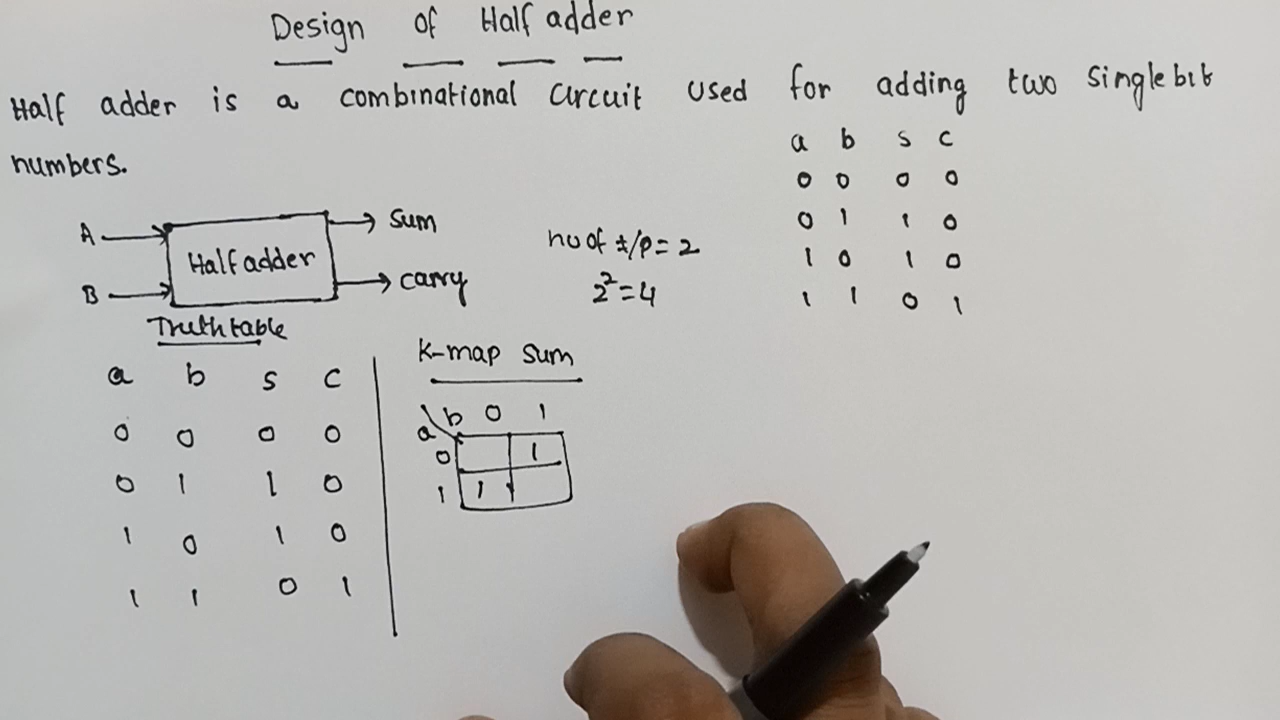 Design of Half adder
Half adder is a combinational circuit used for adding two single bit
numbers.
a b s c
0 0 0 0
0 1 1 0
1 0 1 0
1 1 0 1
A
B
Half adder
Sum
carry
no of I/P = 2
2² = 4
Truth table
a b s c
0 0 0 0
0 1 1 0
1 0 1 0
1 1 0 1
K-map sum
b 0 1
a
0 1
1 1